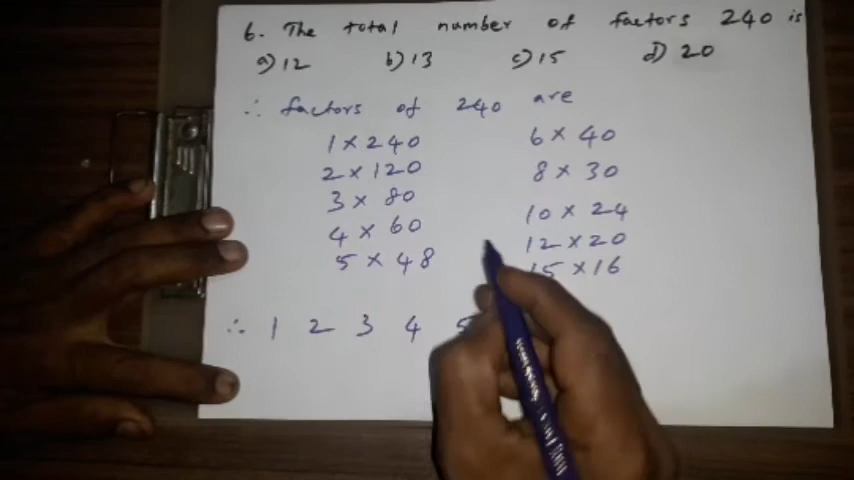 6. The total number of factors 240 is
a) 12 b) 13 c) 15 d) 20
∴ factors of 240 are
1 × 240
2 × 120
3 × 80
4 × 60
5 × 48
6 × 40
8 × 30
10 × 24
12 × 20
15 × 16
∴ 1 2 3 4 5